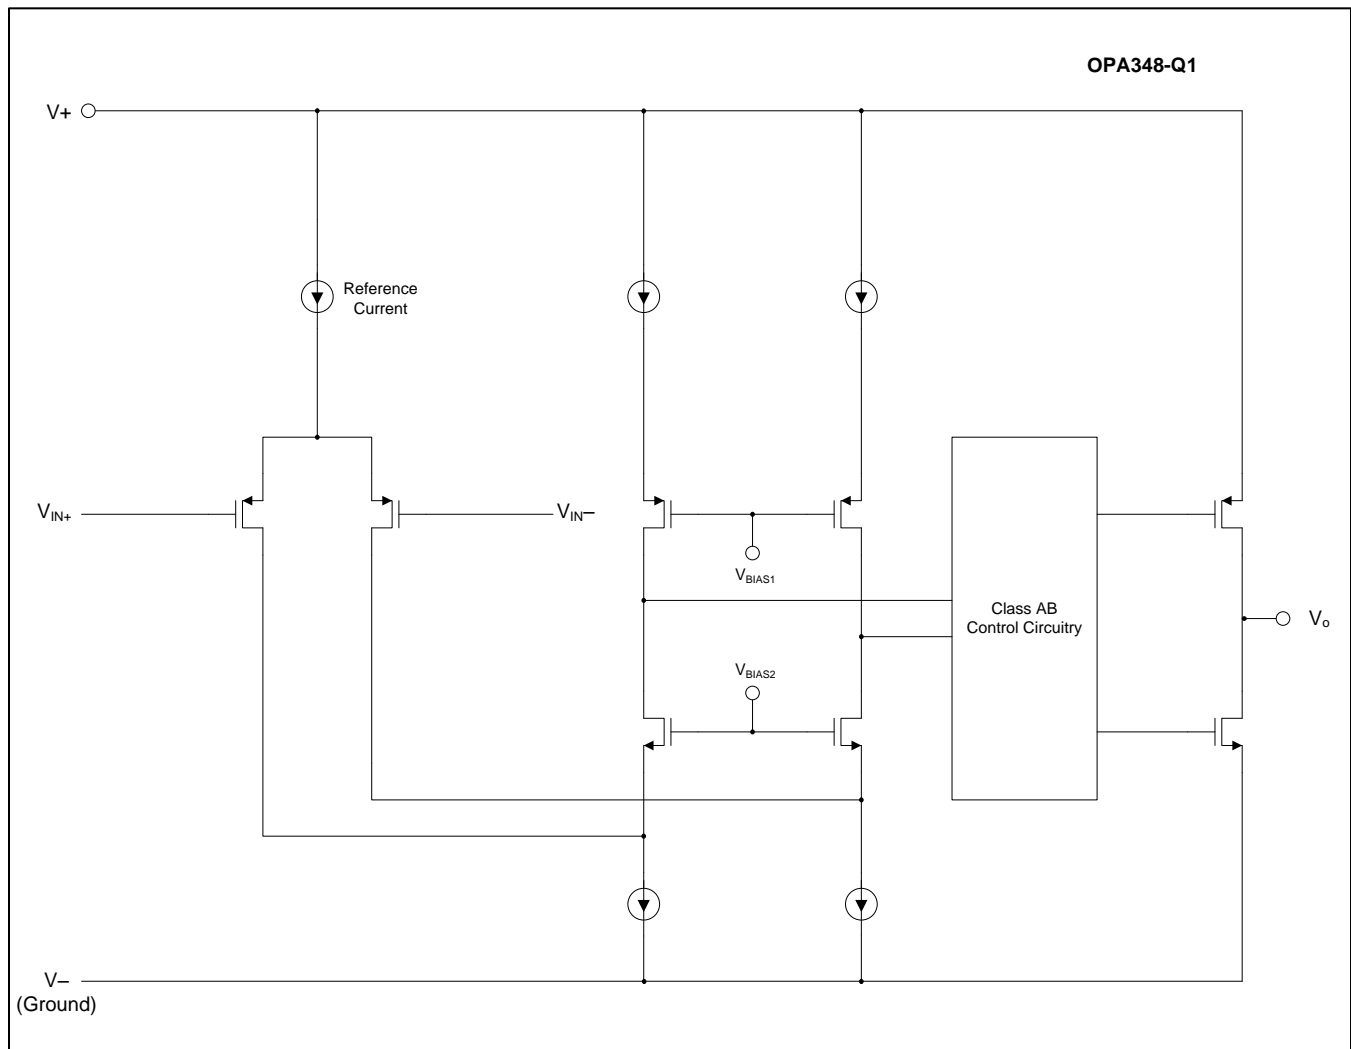 OPA348-Q1
V+
Reference
Current
VIN+
VIN–
VBIAS1
Class AB
Control Circuitry
Vo
VBIAS2
V–
(Ground)